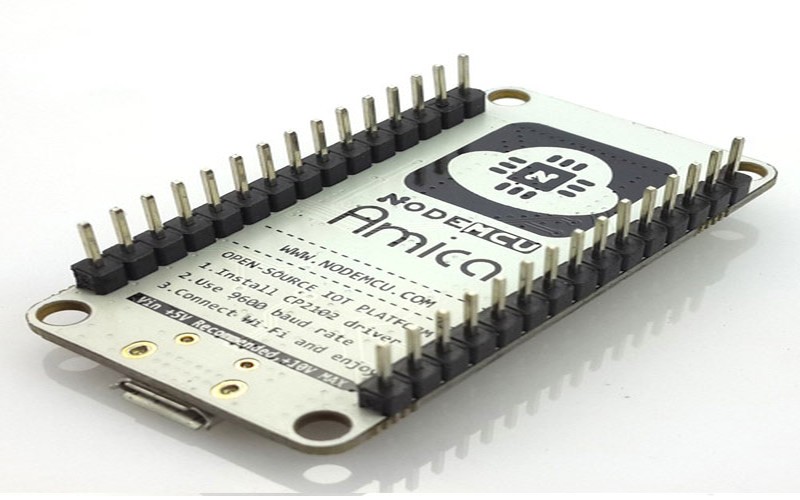 N
NODEMCU
Amica
WWW.NODEMCU.COM
OPEN-SOURCE IOT PLATFORM
1.Install CP2102 driver
2.Use 9600 baud rate
3.Connect Wi-Fi and enjoy
Vin +5V Recommended,+10V MAX